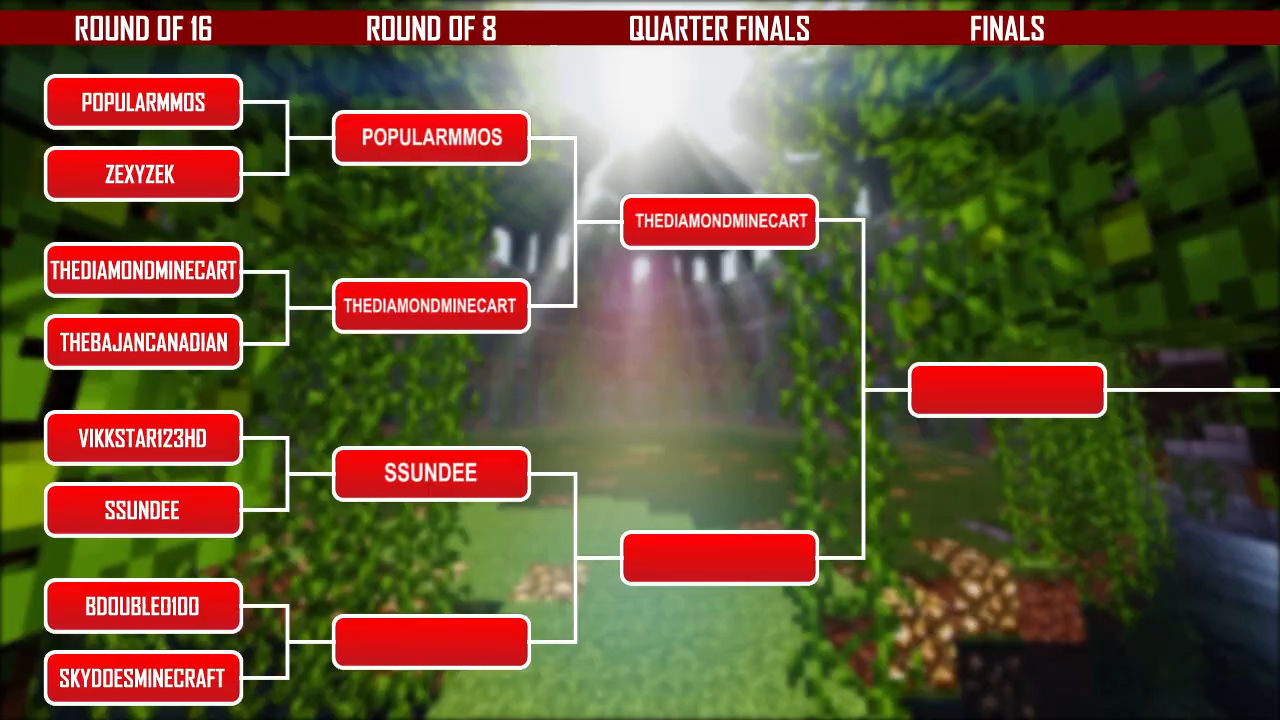 ROUND OF 16
ROUND OF 8
QUARTER FINALS
FINALS
POPULARMMOS
ZEXYZEK
THEDIAMONDMINECART
THEBAJANCANADIAN
VIKKSTAR123HD
SSUNDEE
BDOUBLEO100
SKYDOESMINECRAFT
POPULARMMOS
THEDIAMONDMINECART
SSUNDEE
THEDIAMONDMINECART